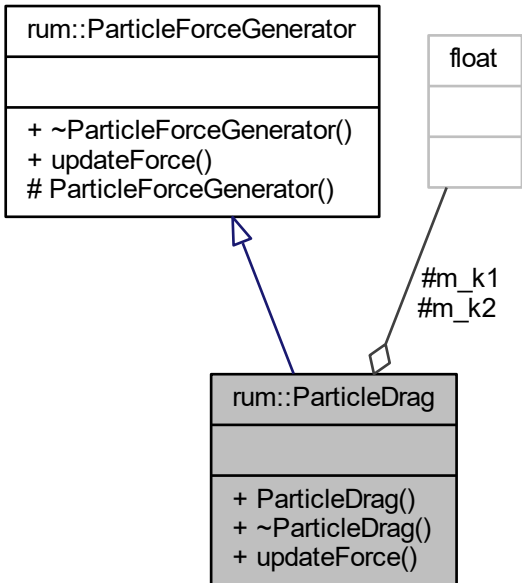 rum::ParticleForceGenerator
+ ~ParticleForceGenerator()
+ updateForce()
# ParticleForceGenerator()
float
#m_k1
#m_k2
rum::ParticleDrag
+ ParticleDrag()
+ ~ParticleDrag()
+ updateForce()